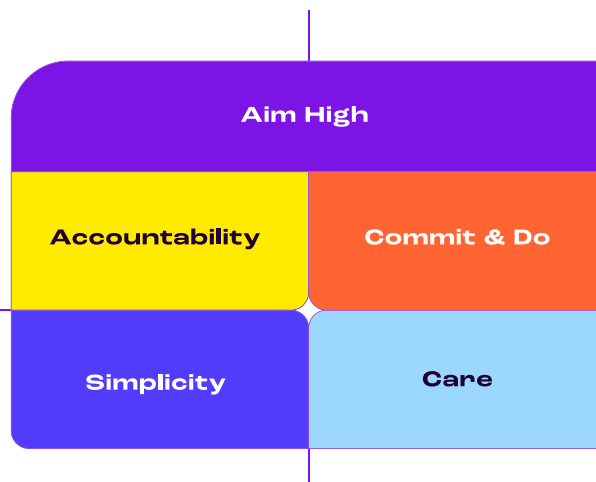 Aim High
Accountability
Commit & Do
Simplicity
Care